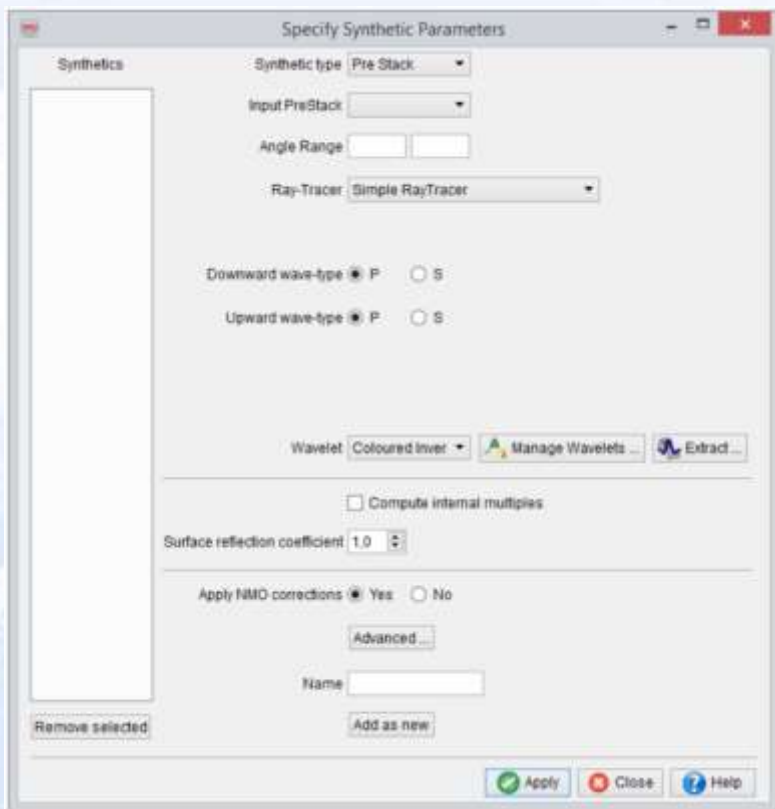 Specify Synthetic Parameters
Synthetics
Synthetic type Pre Stack
Input PreStack
Angle Range
Ray-Tracer Simple RayTracer
Downward wave-type P S
Upward wave-type P S
Wavelet Coloured Inver Manage Wavelets ... Extract ...
Compute internal multiples
Surface reflection coefficient 1,0
Apply NMO corrections Yes No
Advanced ...
Name
Remove selected Add as new
Apply Close Help